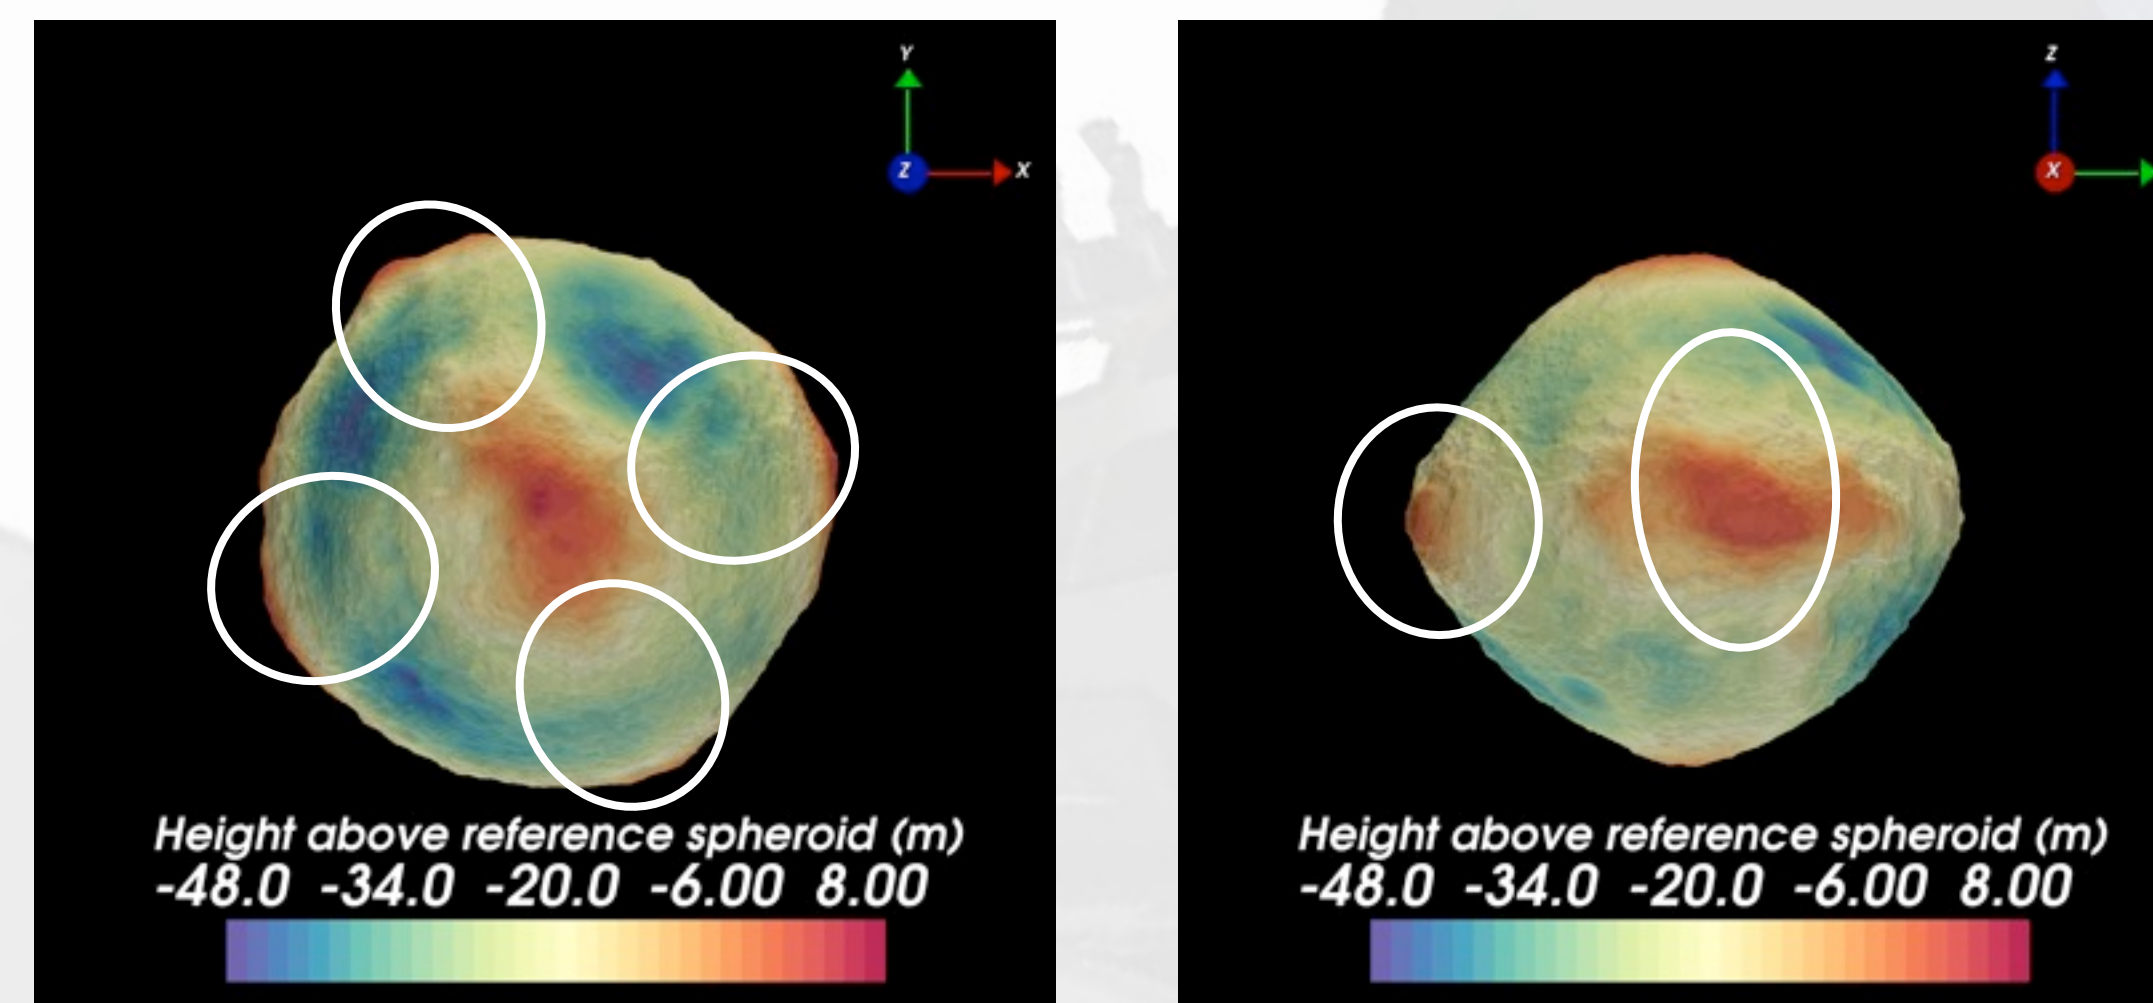 Y
Z X
Height above reference spheroid (m)
-48.0 -34.0 -20.0 -6.00 8.00
Z
X
Height above reference spheroid (m)
-48.0 -34.0 -20.0 -6.00 8.00